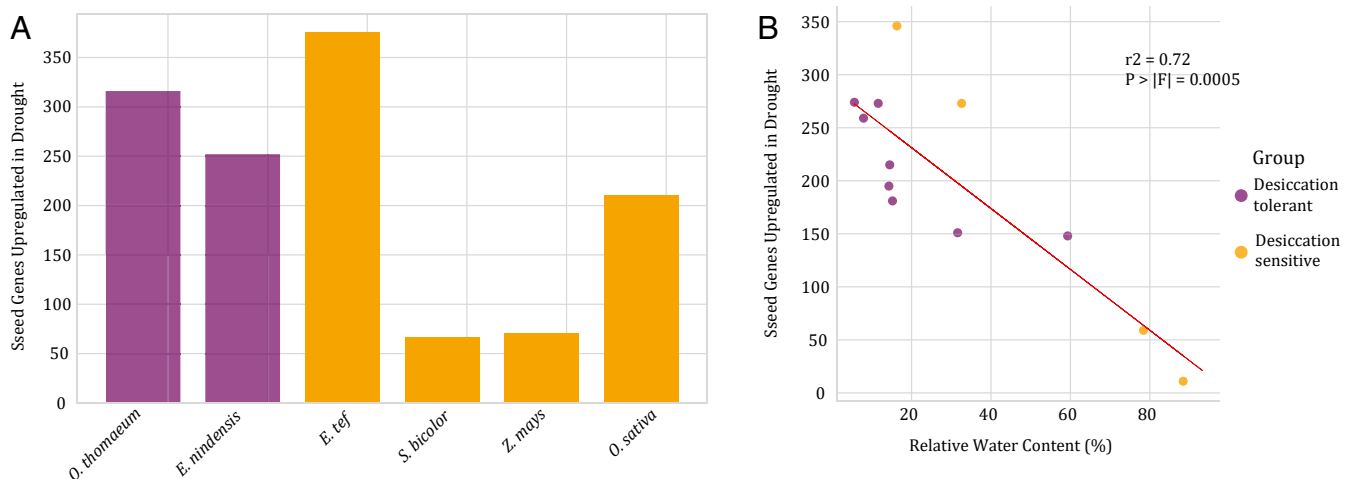 A
Sseed Genes Upregulated in Drought
350
300
250
200
150
100
50
0
O. thomaeum
E. nindensis
E. tef
S. bicolor
Z. mays
O. sativa
B
Sseed Genes Upregulated in Drought
350
300
250
200
150
100
50
0
20
40
60
80
Relative Water Content (%)
r2 = 0.72
P > |F| = 0.0005
Group
Desiccation
tolerant
Desiccation
sensitive